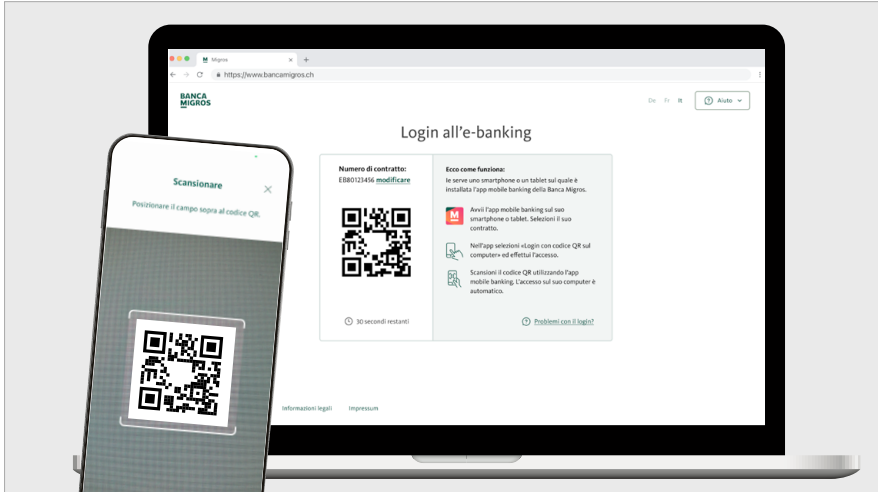 Migros
https://www.bancamigros.ch
BANCA
MIGROS
De Fr It
Aiuto
Login all'e-banking
Numero di contratto:
EB80123456 modificare
30 secondi restanti
Ecco come funziona:
le serve uno smartphone o un tablet sul quale è
installata l'app mobile banking della Banca Migros.
M
Avvii l'app mobile banking sul suo
smartphone o tablet. Selezioni il suo
contratto.
Nell'app selezioni «Login con codice QR sul
computer» ed effettui l'accesso.
Scansioni il codice QR utilizzando l'app
mobile banking. L'accesso sul suo computer è
automatico.
Problemi con il login?
Informazioni legali Impressum
Scansionare
Posizionare il campo sopra al codice QR.